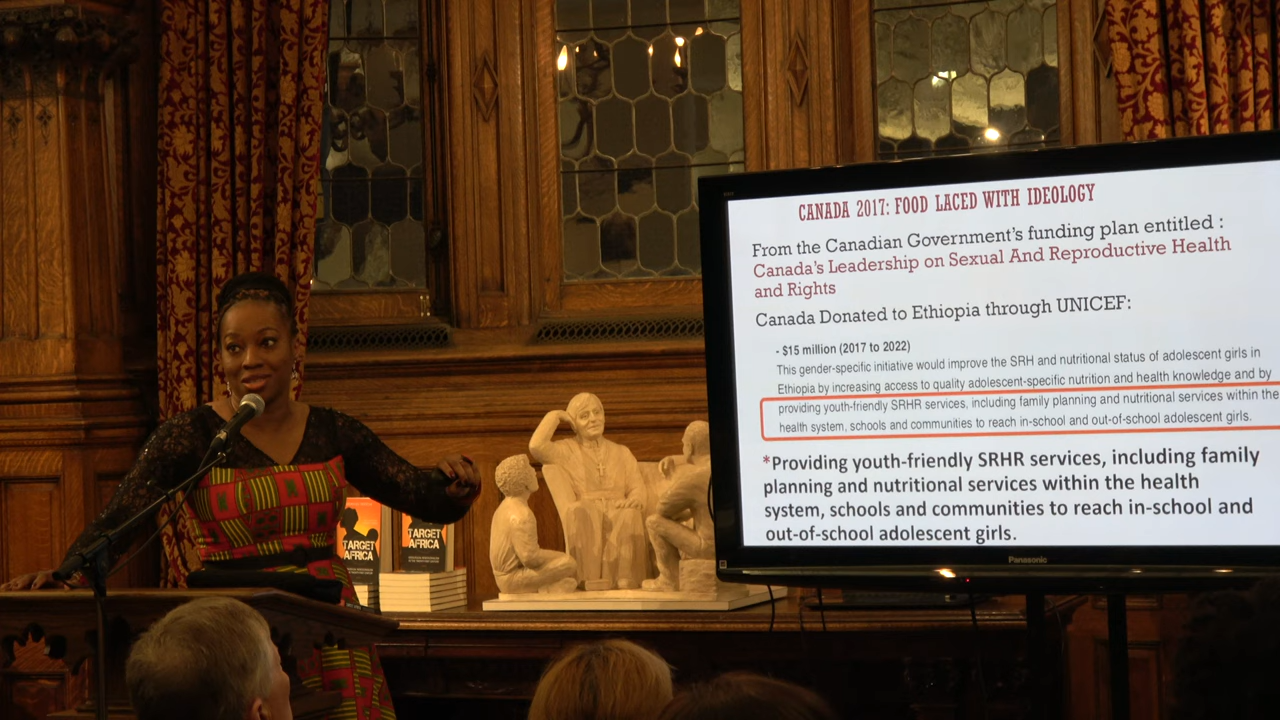 CANADA 2017: FOOD LACED WITH IDEOLOGY
From the Canadian Government's funding plan entitled :
Canada's Leadership on Sexual And Reproductive Health
and Rights
Canada Donated to Ethiopia through UNICEF:
- $15 million (2017 to 2022)
This gender-specific initiative would improve the SRH and nutritional status of adolescent girls in
Ethiopia by increasing access to quality adolescent-specific nutrition and health knowledge and by
providing youth-friendly SRHR services, including family planning and nutritional services within the
health system, schools and communities to reach in-school and out-of-school adolescent girls.
*Providing youth-friendly SRHR services, including family
planning and nutritional services within the health
system, schools and communities to reach in-school and
out-of-school adolescent girls.
Panasonic
TARGET
AFRICA
TARGET
AFRICA